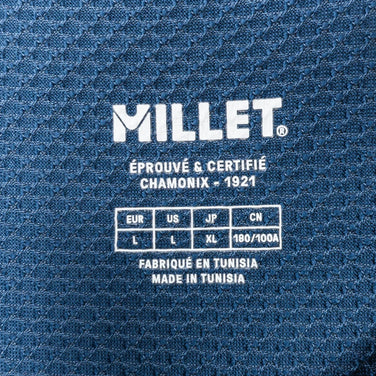 MILLET®
ÉPROUVÉ & CERTIFIÉ
CHAMONIX - 1921
EUR US JP CN
L L XL 180/100A
FABRIQUÉ EN TUNISIA
MADE IN TUNISIA